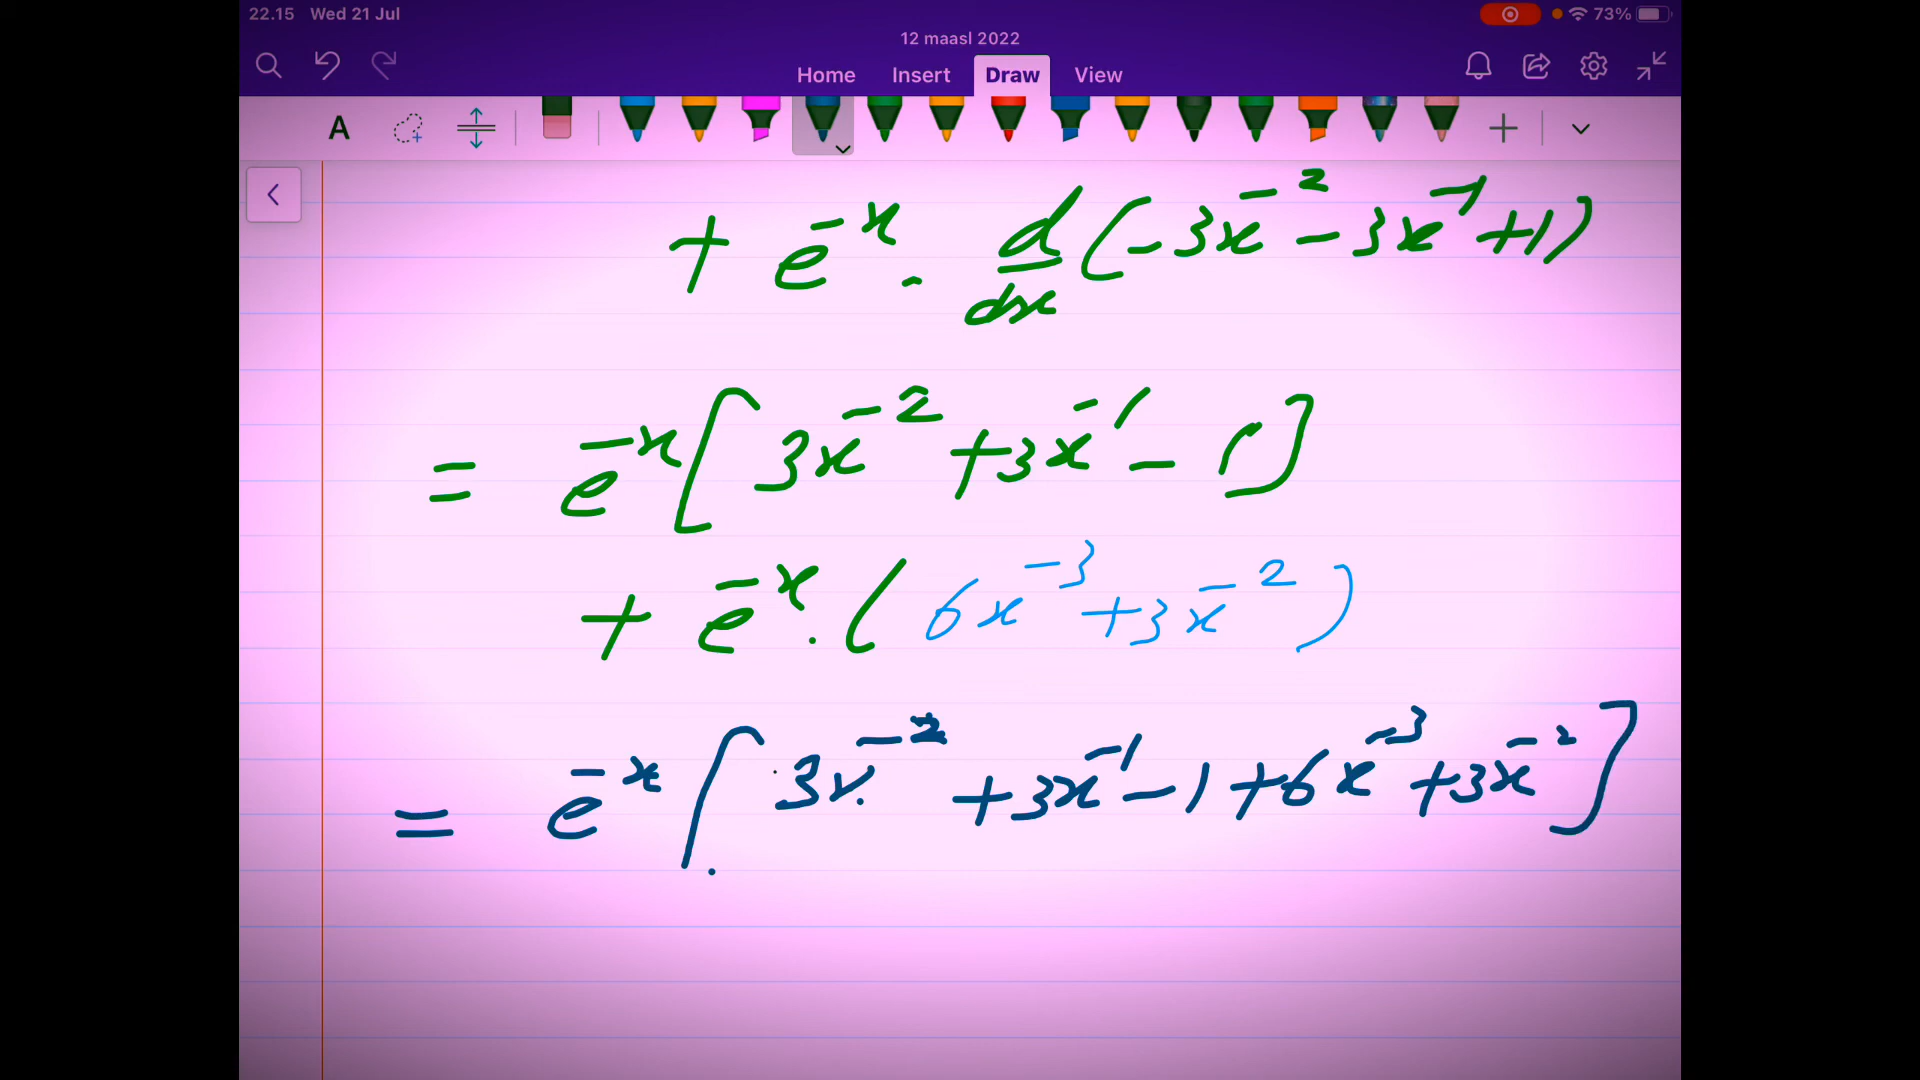 22.15 Wed 21 Jul 73%
12 maasl 2022
Home Insert Draw View
A
+ e⁻ˣ · d/dx (-3x⁻² - 3x⁻¹ + 1)
= e⁻ˣ [3x⁻² + 3x⁻¹ - 1]
+ e⁻ˣ · (6x⁻³ + 3x⁻²)
= e⁻ˣ [3x⁻² + 3x⁻¹ - 1 + 6x⁻³ + 3x⁻²]